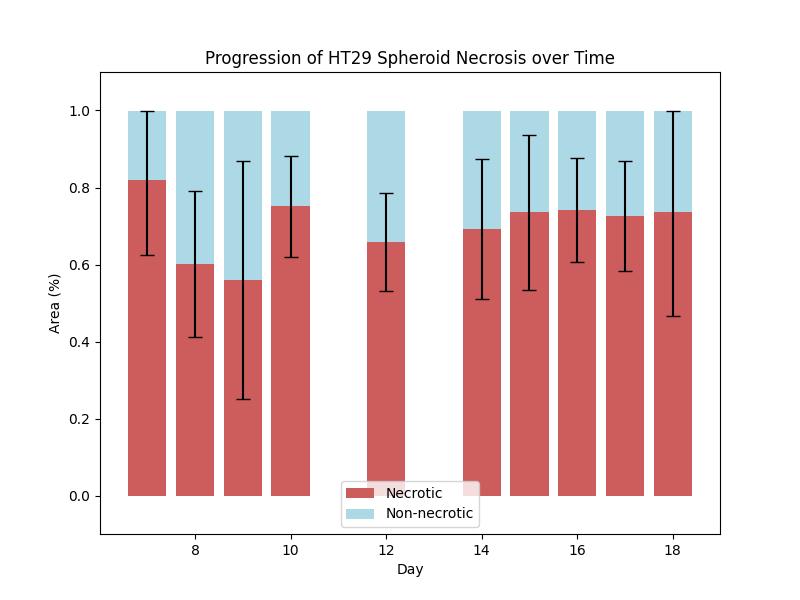 Progression of HT29 Spheroid Necrosis over Time
1.0
0.8
0.6
0.4
0.2
0.0
Area (%)
Necrotic
Non-necrotic
8 10 12 14 16 18
Day